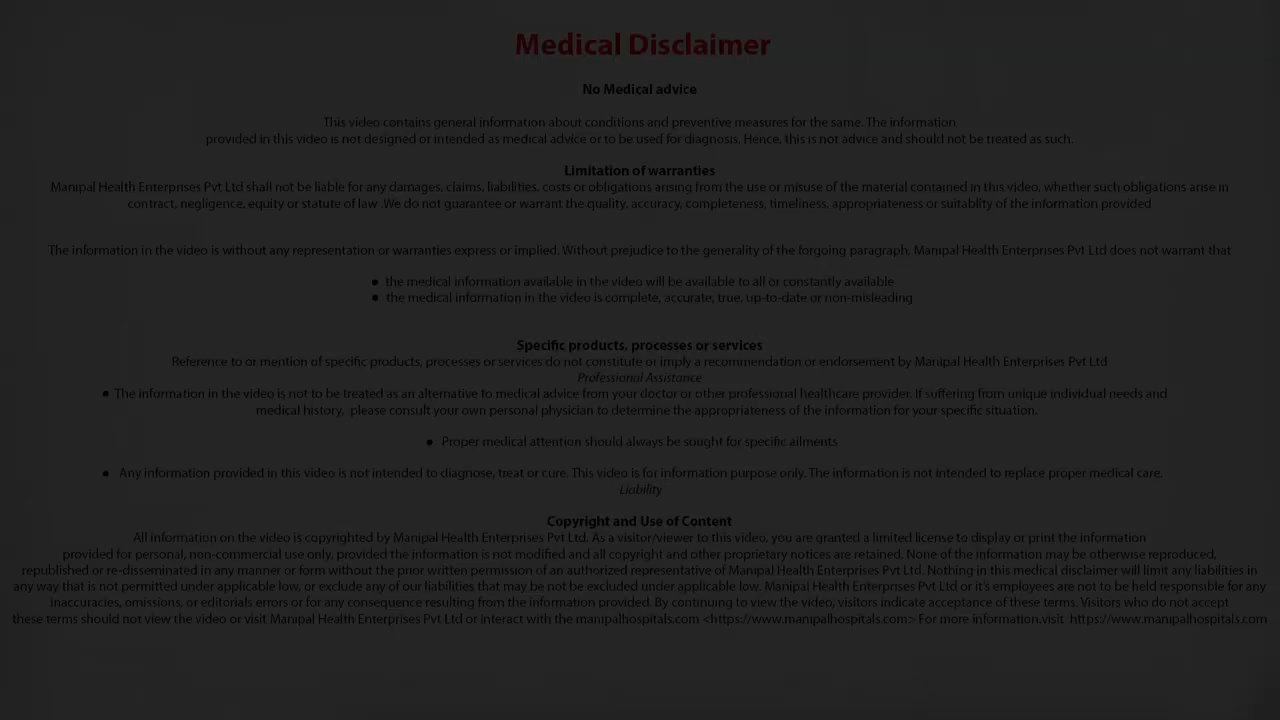 Medical Disclaimer
No Medical advice
This video contains general information about conditions and preventive measures for the same. The information
provided in this video is not designed or intended as medical advice or to be used for diagnosis. Hence, this is not advice and should not be treated as such.
Limitation of warranties
Manipal Health Enterprises Pvt Ltd shall not be liable for any damages, claims, liabilities, costs or obligations arising from the use or misuse of the material contained in this video, whether such obligations arise in
contract, negligence, equity or statute of law .We do not guarantee or warrant the quality, accuracy, completeness, timeliness, appropriateness or suitablity of the information provided
The information in the video is without any representation or warranties express or implied. Without prejudice to the generality of the forgoing paragraph, Manipal Health Enterprises Pvt Ltd does not warrant that
● the medical information available in the video will be available to all or constantly available
● the medical information in the video is complete, accurate, true, up-to-date or non-misleading
Specific products, processes or services
Reference to or mention of specific products, processes or services do not constitute or imply a recommendation or endorsement by Manipal Health Enterprises Pvt Ltd
Professional Assistance
● The information in the video is not to be treated as an alternative to medical advice from your doctor or other professional healthcare provider. If suffering from unique individual needs and
medical history, please consult your own personal physician to determine the appropriateness of the information for your specific situation.
● Proper medical attention should always be sought for specific ailments
● Any information provided in this video is not intended to diagnose, treat or cure. This video is for information purpose only. The information is not intended to replace proper medical care.
Liability
Copyright and Use of Content
All information on the video is copyrighted by Manipal Health Enterprises Pvt Ltd. As a visitor/viewer to this video, you are granted a limited license to display or print the information
provided for personal, non-commercial use only, provided the information is not modified and all copyright and other proprietary notices are retained. None of the information may be otherwise reproduced,
republished or re-disseminated in any manner or form without the prior written permission of an authorized representative of Manipal Health Enterprises Pvt Ltd. Nothing in this medical disclaimer will limit any liabilities in
any way that is not permitted under applicable low, or exclude any of our liabilities that may be not be excluded under applicable low. Manipal Health Enterprises Pvt Ltd or it's employees are not to be held responsible for any
inaccuracies, omissions, or editorials errors or for any consequence resulting from the information provided. By continuing to view the video, visitors indicate acceptance of these terms. Visitors who do not accept
these terms should not view the video or visit Manipal Health Enterprises Pvt Ltd or interact with the manipalhospitals.com <https://www.manipalhospitals.com> For more information.visit https://www.manipalhospitals.com